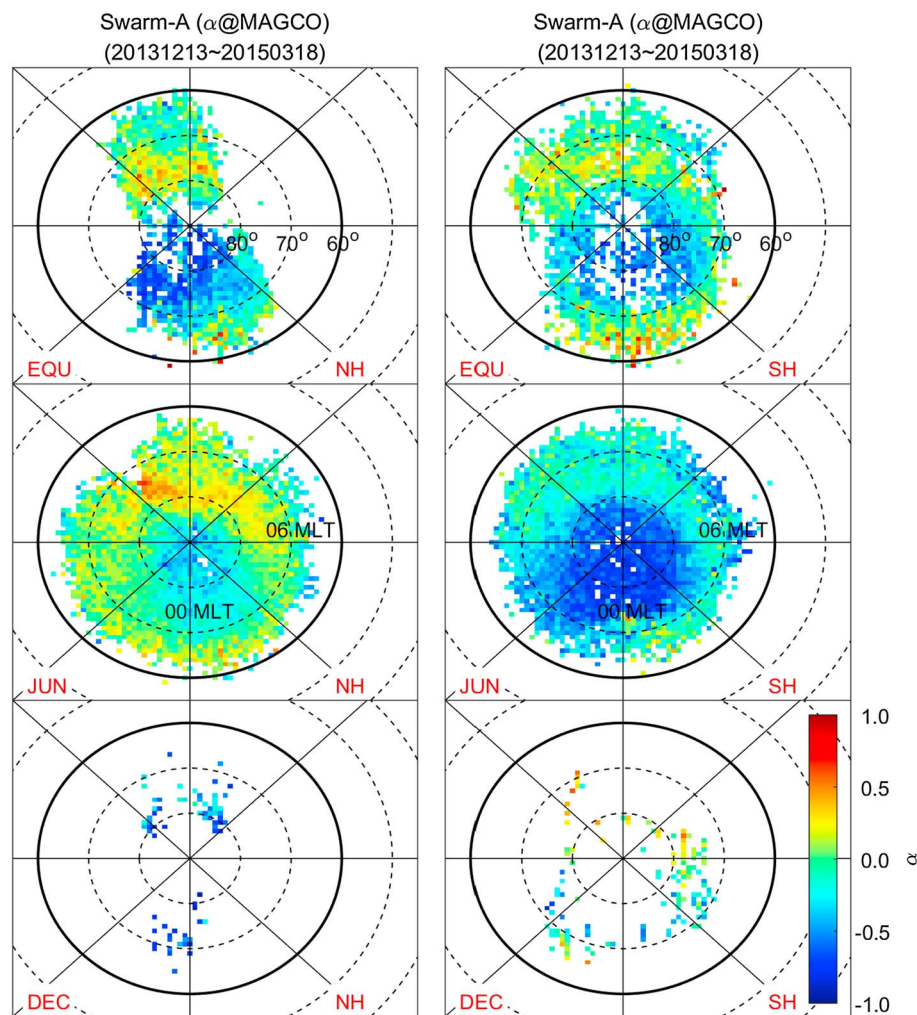 Swarm-A (α@MAGCO)
(20131213~20150318)
Swarm-A (α@MAGCO)
(20131213~20150318)
80° 70° 60°
EQU NH
80° 70° 60°
EQU SH
06 MLT
00 MLT
JUN NH
06 MLT
00 MLT
JUN SH
DEC NH
DEC SH
1.0
0.5
0.0
-0.5
-1.0
α